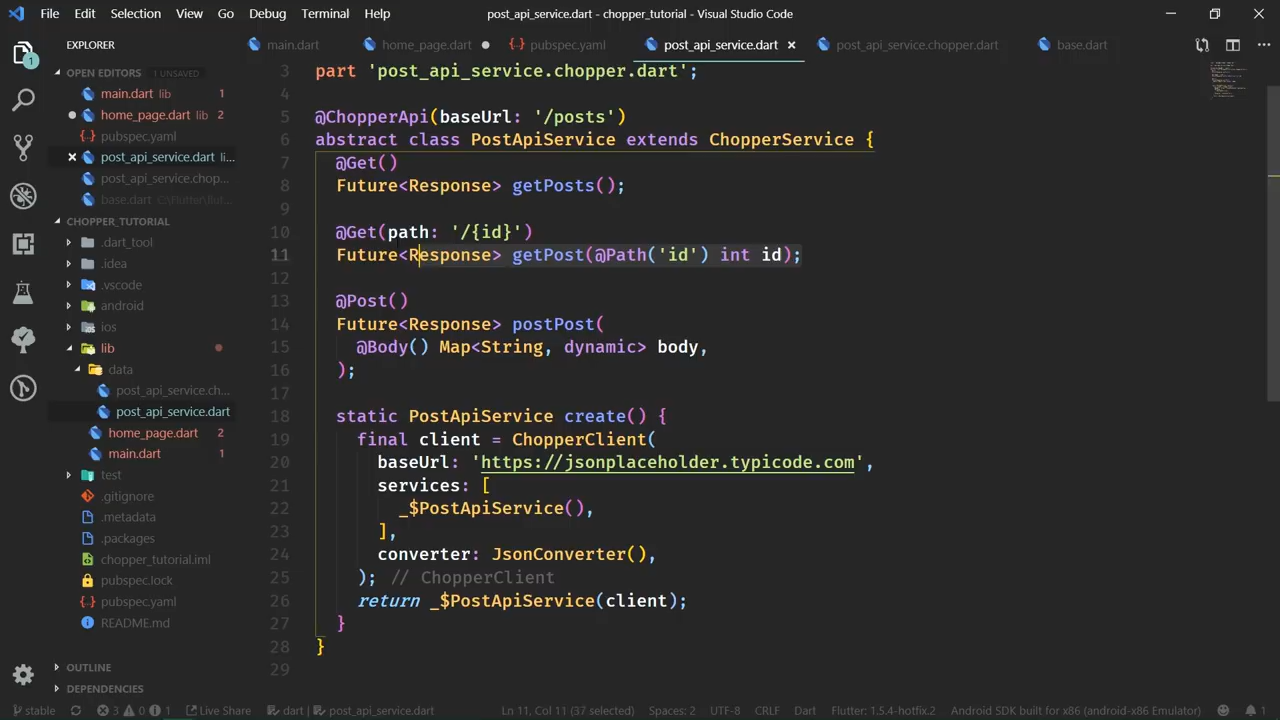 File Edit Selection View Go Debug Terminal Help
post_api_service.dart - chopper_tutorial - Visual Studio Code
EXPLORER
main.dart
home_page.dart
pubspec.yaml
post_api_service.dart
post_api_service.chopper.dart
base.dart
1
OPEN EDITORS 1 UNSAVED
main.dart lib 1
home_page.dart lib 2
pubspec.yaml
post_api_service.dart li...
post_api_service.chop...
base.dart C:\Flutter\flut...
CHOPPER_TUTORIAL
.dart_tool
.idea
.vscode
android
ios
lib
data
post_api_service.ch...
post_api_service.dart
home_page.dart 2
main.dart 1
test
.gitignore
.metadata
.packages
chopper_tutorial.iml
pubspec.lock
pubspec.yaml
README.md
OUTLINE
DEPENDENCIES
3 part 'post_api_service.chopper.dart';
4
5 @ChopperApi(baseUrl: '/posts')
6 abstract class PostApiService extends ChopperService {
7 @Get()
8 Future<Response> getPosts();
9
10 @Get(path: '/{id}')
11 Future<Response> getPost(@Path('id') int id);
12
13 @Post()
14 Future<Response> postPost(
15 @Body() Map<String, dynamic> body,
16 );
17
18 static PostApiService create() {
19 final client = ChopperClient(
20 baseUrl: 'https://jsonplaceholder.typicode.com',
21 services: [
22 _$PostApiService(),
23 ],
24 converter: JsonConverter(),
25 ); // ChopperClient
26 return _$PostApiService(client);
27 }
28 }
29
stable 3 0 1 Live Share dart | post_api_service.dart Ln 11, Col 11 (37 selected) Spaces: 2 UTF-8 CRLF Dart Flutter: 1.5.4-hotfix.2 Android SDK built for x86 (android-x86 Emulator) 1